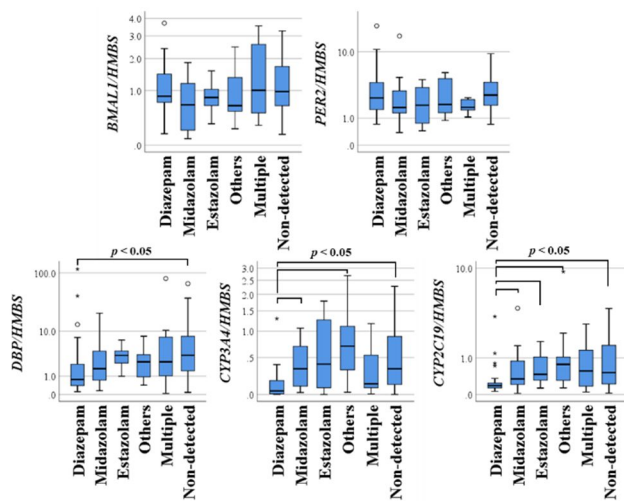 BMAL1/HMBS
4.0
3.0
2.0
1.0
.0
Diazepam
Midazolam
Estazolam
Others
Multiple
Non-detected
PER2/HMBS
10.0
1.0
.0
Diazepam
Midazolam
Estazolam
Others
Multiple
Non-detected
DBP/HMBS
p < 0.05
100.0
10.0
1.0
0.0
Diazepam
Midazolam
Estazolam
Others
Multiple
Non-detected
CYP3A4/HMBS
p < 0.05
3.0
2.5
2.0
1.5
1.0
.5
.0
Diazepam
Midazolam
Estazolam
Others
Multiple
Non-detected
CYP2C19/HMBS
p < 0.05
10.0
1.0
.0
Diazepam
Midazolam
Estazolam
Others
Multiple
Non-detected